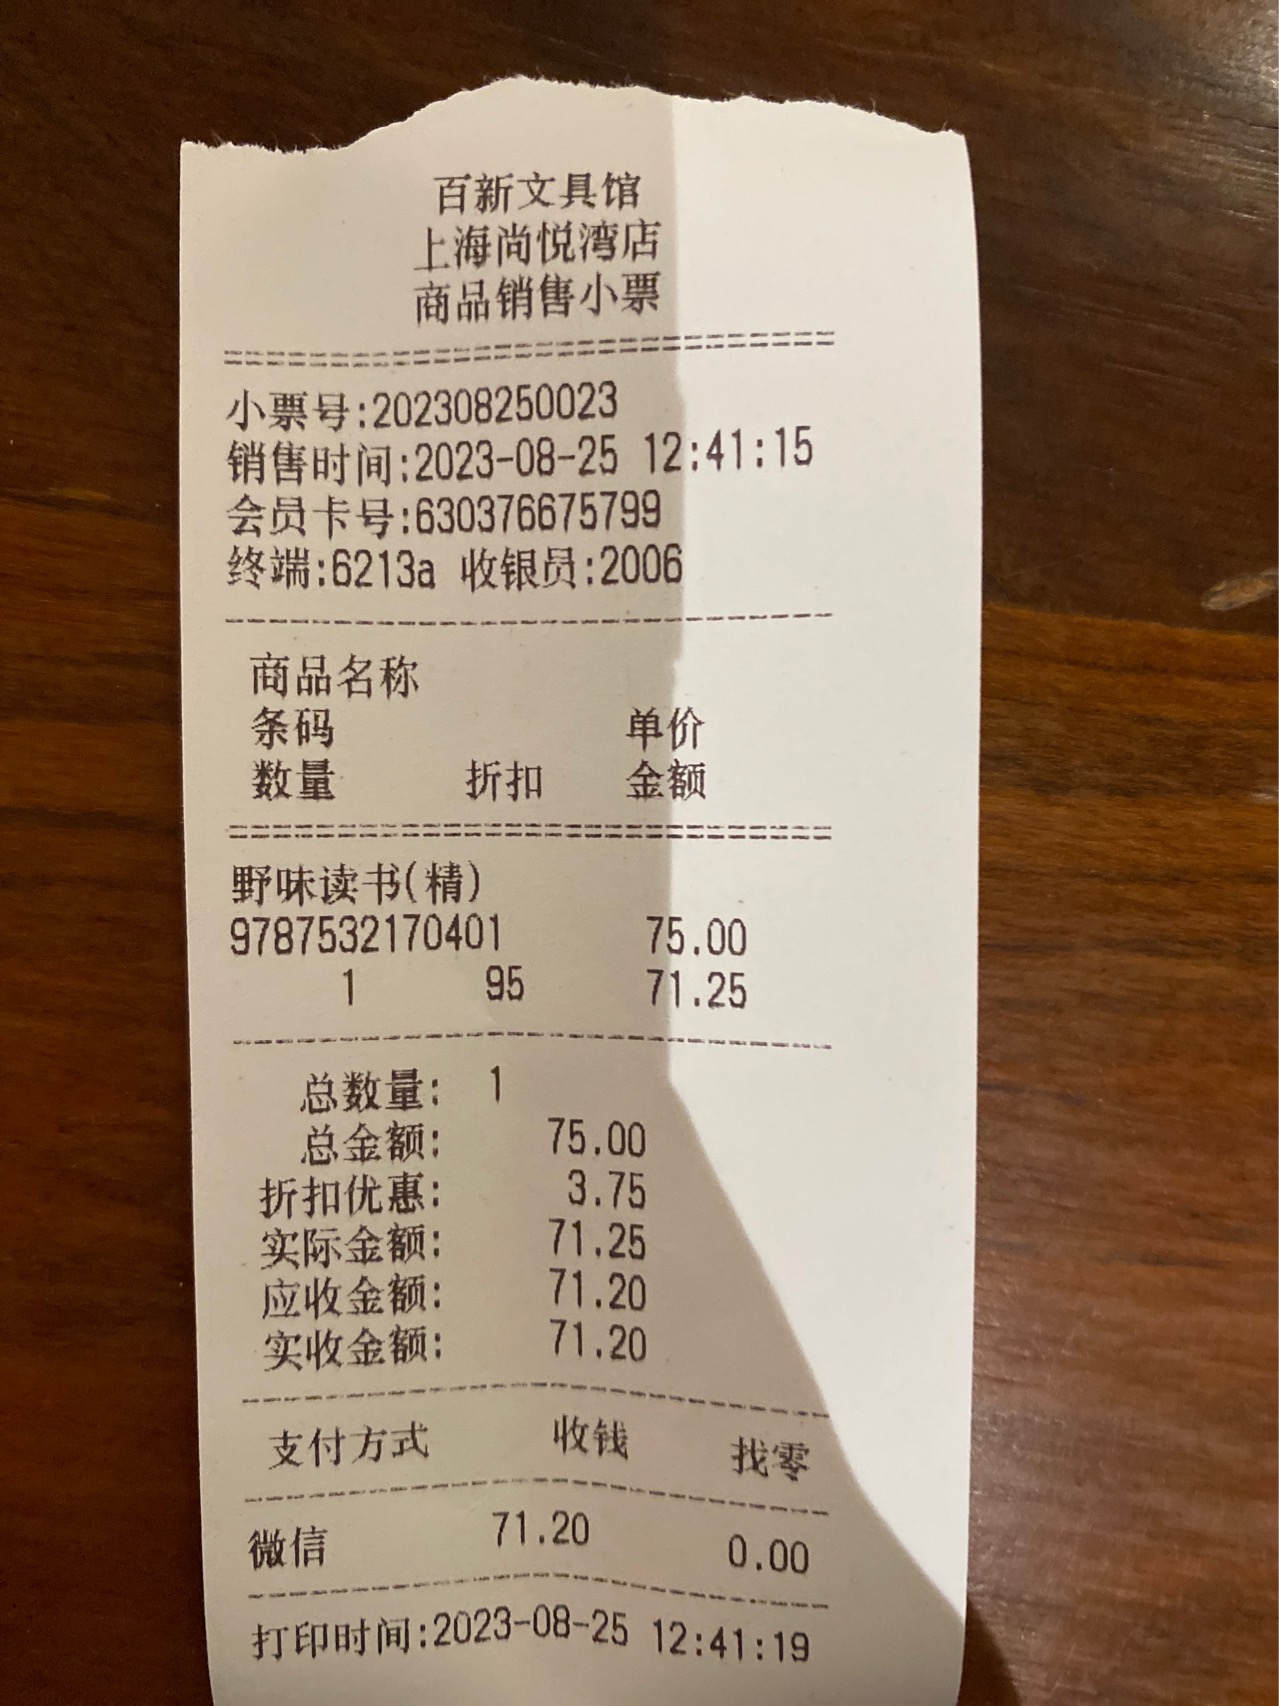 百新文具馆
上海尚悦湾店
商品销售小票
小票号:202308250023
销售时间:2023-08-25 12:41:15
会员卡号:630376675799
终端:6213a 收银员:2006
商品名称
条码 单价
数量 折扣 金额
野味读书(精)
9787532170401 75.00
1 95 71.25
总数量: 1
总金额: 75.00
折扣优惠: 3.75
实际金额: 71.25
应收金额: 71.20
实收金额: 71.20
支付方式 收钱 找零
微信 71.20 0.00
打印时间:2023-08-25 12:41:19